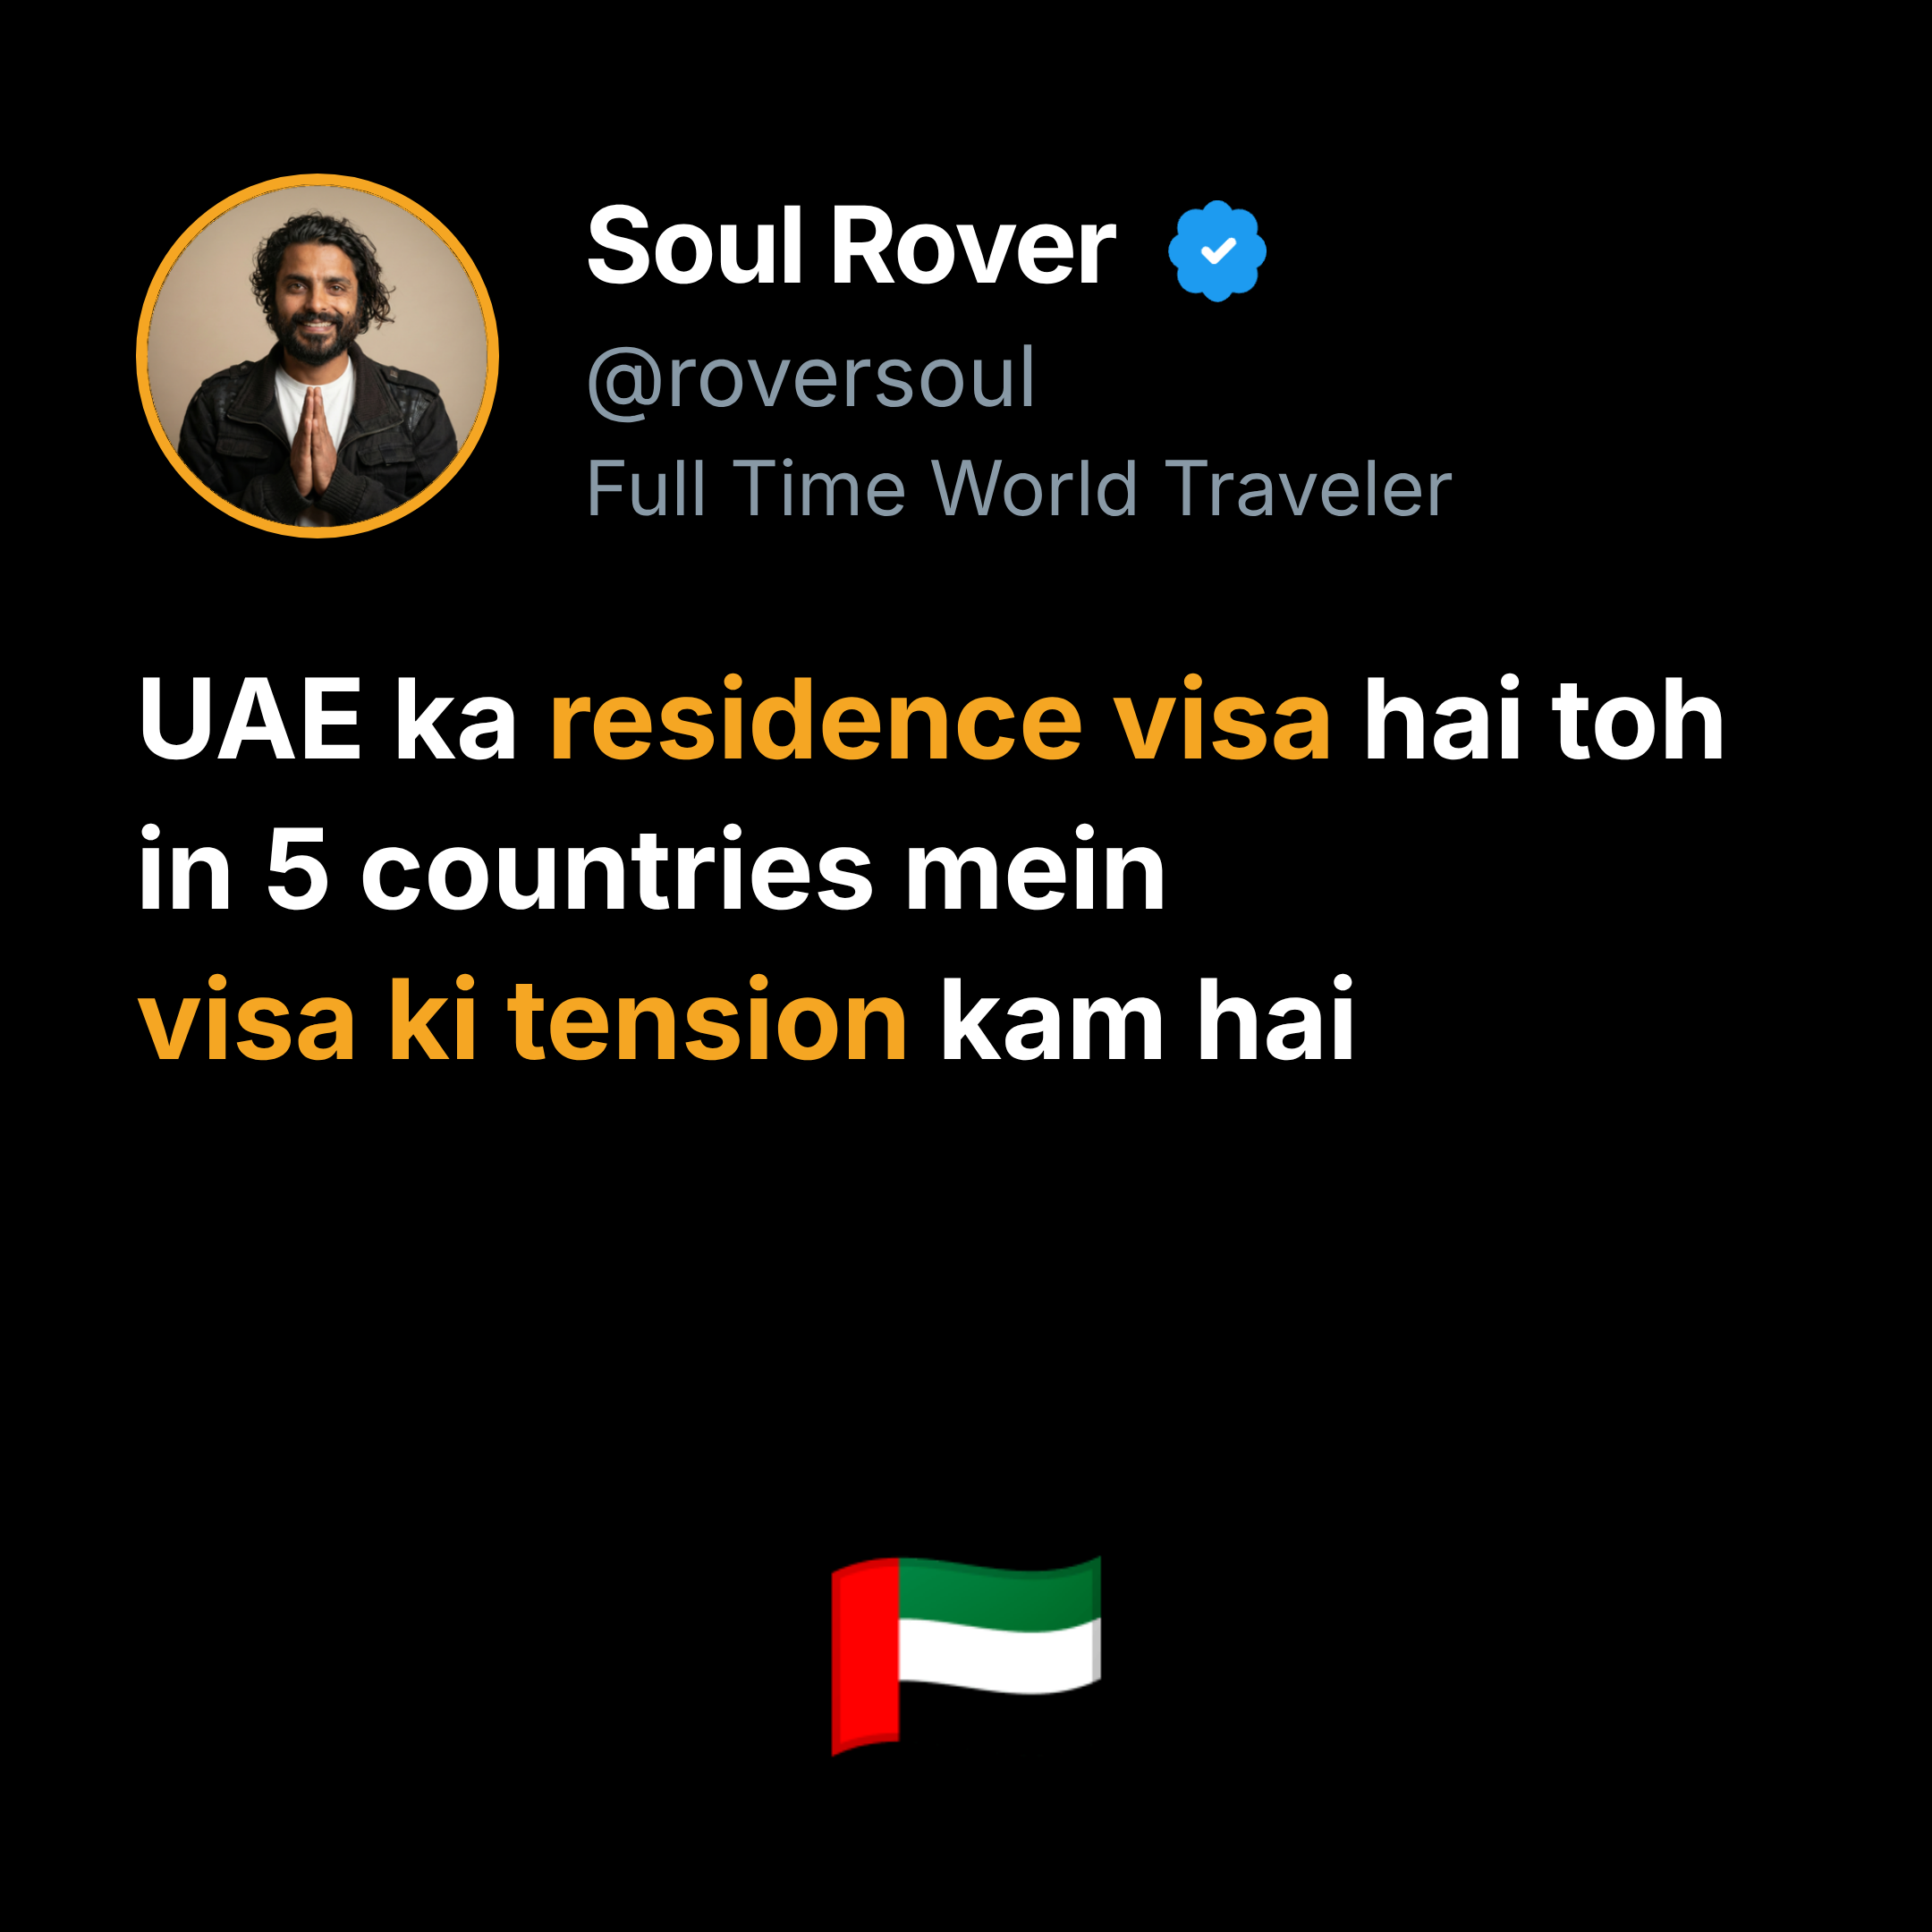 Soul Rover
@roversoul
Full Time World Traveler
UAE ka residence visa hai toh
in 5 countries mein
visa ki tension kam hai